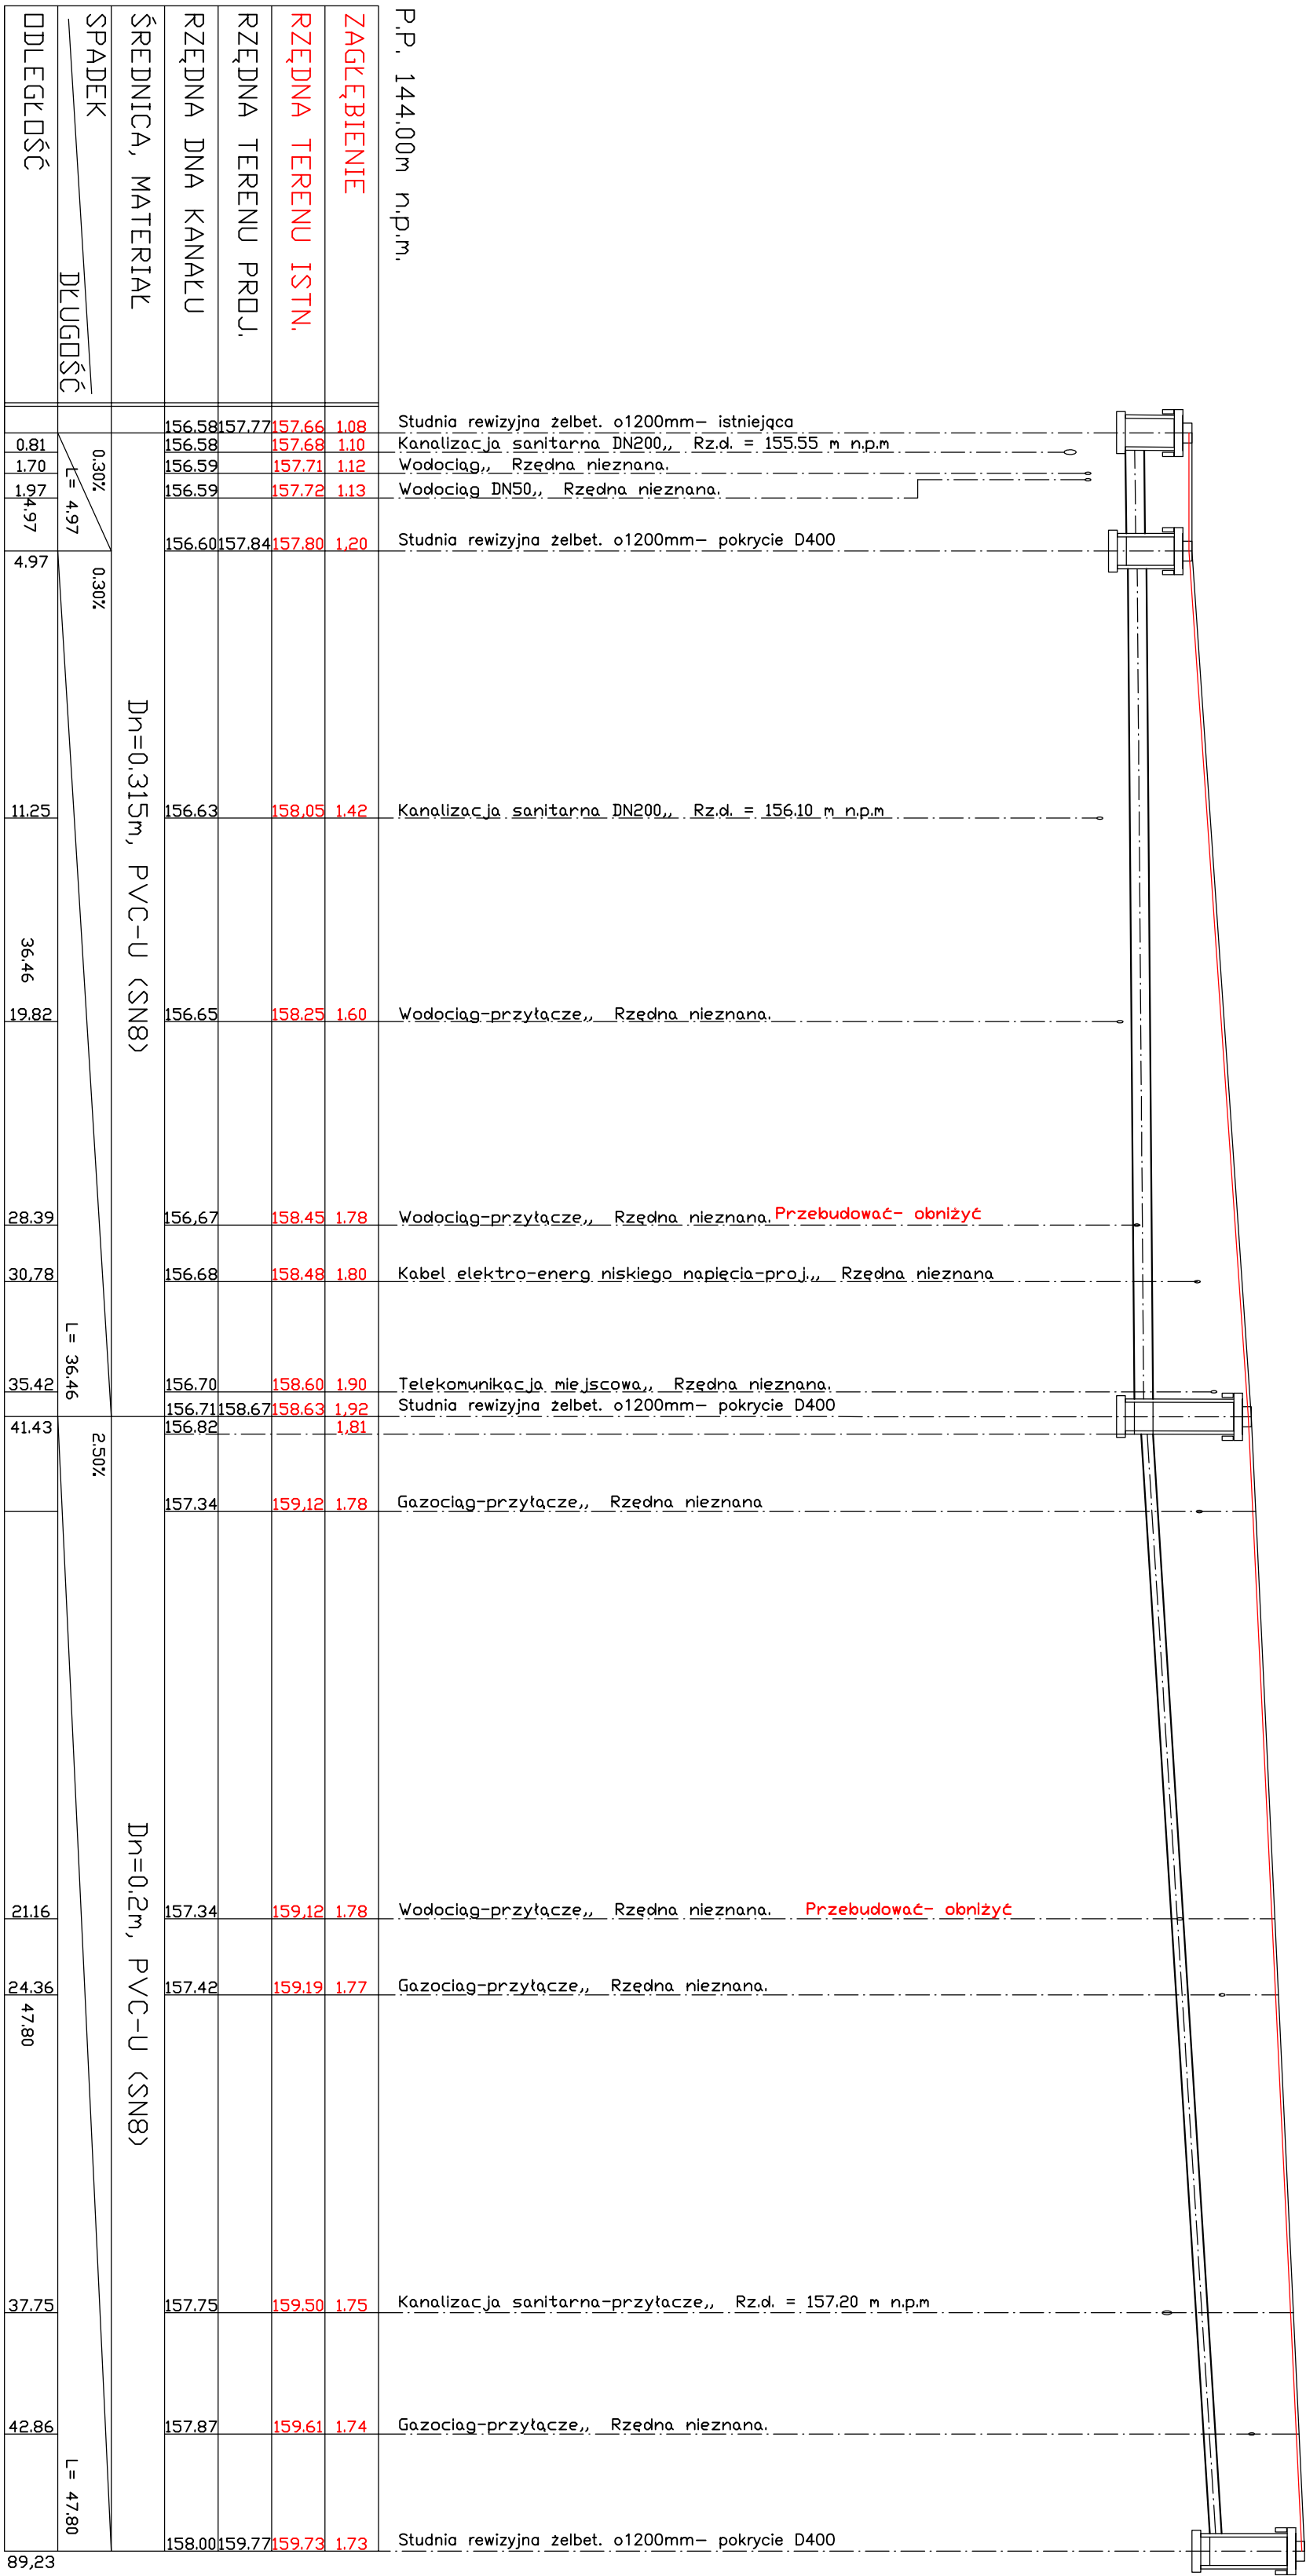 P.P. 144.00m n.p.m.
ZAGŁĘBIENIE
RZĘDNA TERENU ISTN.
RZĘDNA TERENU PROJ.
RZĘDNA DNA KANAŁU
ŚREDNICA, MATERIAŁ
SPADEK
DŁUGOŚĆ
ODLEGŁOŚĆ
156.58 157.77 157.66 1.08 Studnia rewizyjna żelbet. o1200mm- istniejąca
0.81 156.58 157.68 1.10 Kanalizacja sanitarna DN200,, Rz.d. = 155.55 m n.p.m
1.70 156.59 157.71 1.12 Wodociąg,, Rzędna nieznana.
1.97 156.59 157.72 1.13 Wodociąg DN50,, Rzędna nieznana.
0.30%
L= 4.97
4.97
156.60 157.84 157.80 1,20 Studnia rewizyjna żelbet. o1200mm- pokrycie D400
4.97
0.30%
11.25 156.63 158,05 1.42 Kanalizacja sanitarna DN200,, Rz.d. = 156.10 m n.p.m
Dn=0.315m, PVC-U (SN8)
36.46
19.82 156.65 158.25 1.60 Wodociąg-przyłącze,, Rzędna nieznana.
28.39 156,67 158.45 1.78 Wodociąg-przyłącze,, Rzędna nieznana. Przebudować- obniżyć
30,78 156.68 158.48 1.80 Kabel elektro-energ niskiego napięcia-proj.,, Rzędna nieznana
L= 36.46
35.42 156.70 158.60 1.90 Telekomunikacja miejscowa,, Rzędna nieznana.
156.71 158.67 158.63 1,92 Studnia rewizyjna żelbet. o1200mm- pokrycie D400
41.43 156.82 1,81
2.50%
157.34 159,12 1.78 Gazociąg-przyłącze,, Rzędna nieznana
Dn=0.2m, PVC-U (SN8)
21.16 157.34 159,12 1.78 Wodociąg-przyłącze,, Rzędna nieznana. Przebudować- obniżyć
24.36 157.42 159.19 1.77 Gazociąg-przyłącze,, Rzędna nieznana.
47.80
37.75 157.75 159.50 1.75 Kanalizacja sanitarna-przyłacze,, Rz.d. = 157.20 m n.p.m
42.86 157.87 159.61 1.74 Gazociąg-przyłącze,, Rzędna nieznana.
L= 47.80
158.00 159.77 159.73 1.73 Studnia rewizyjna żelbet. o1200mm- pokrycie D400
89,23